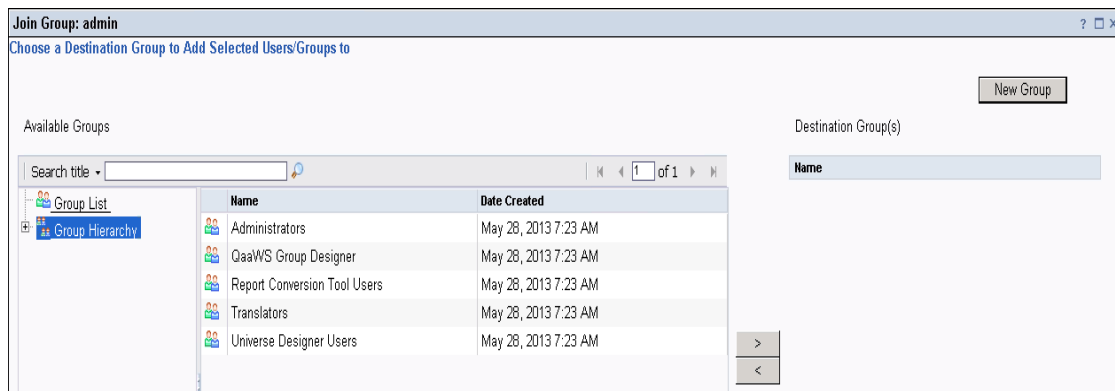 Join Group: admin
?
Choose a Destination Group to Add Selected Users/Groups to
New Group
Available Groups
Destination Group(s)
Search title
1 of 1
Name
Group List
Group Hierarchy
Name Date Created
Administrators May 28, 2013 7:23 AM
QaaWS Group Designer May 28, 2013 7:23 AM
Report Conversion Tool Users May 28, 2013 7:23 AM
Translators May 28, 2013 7:23 AM
Universe Designer Users May 28, 2013 7:23 AM
>
<